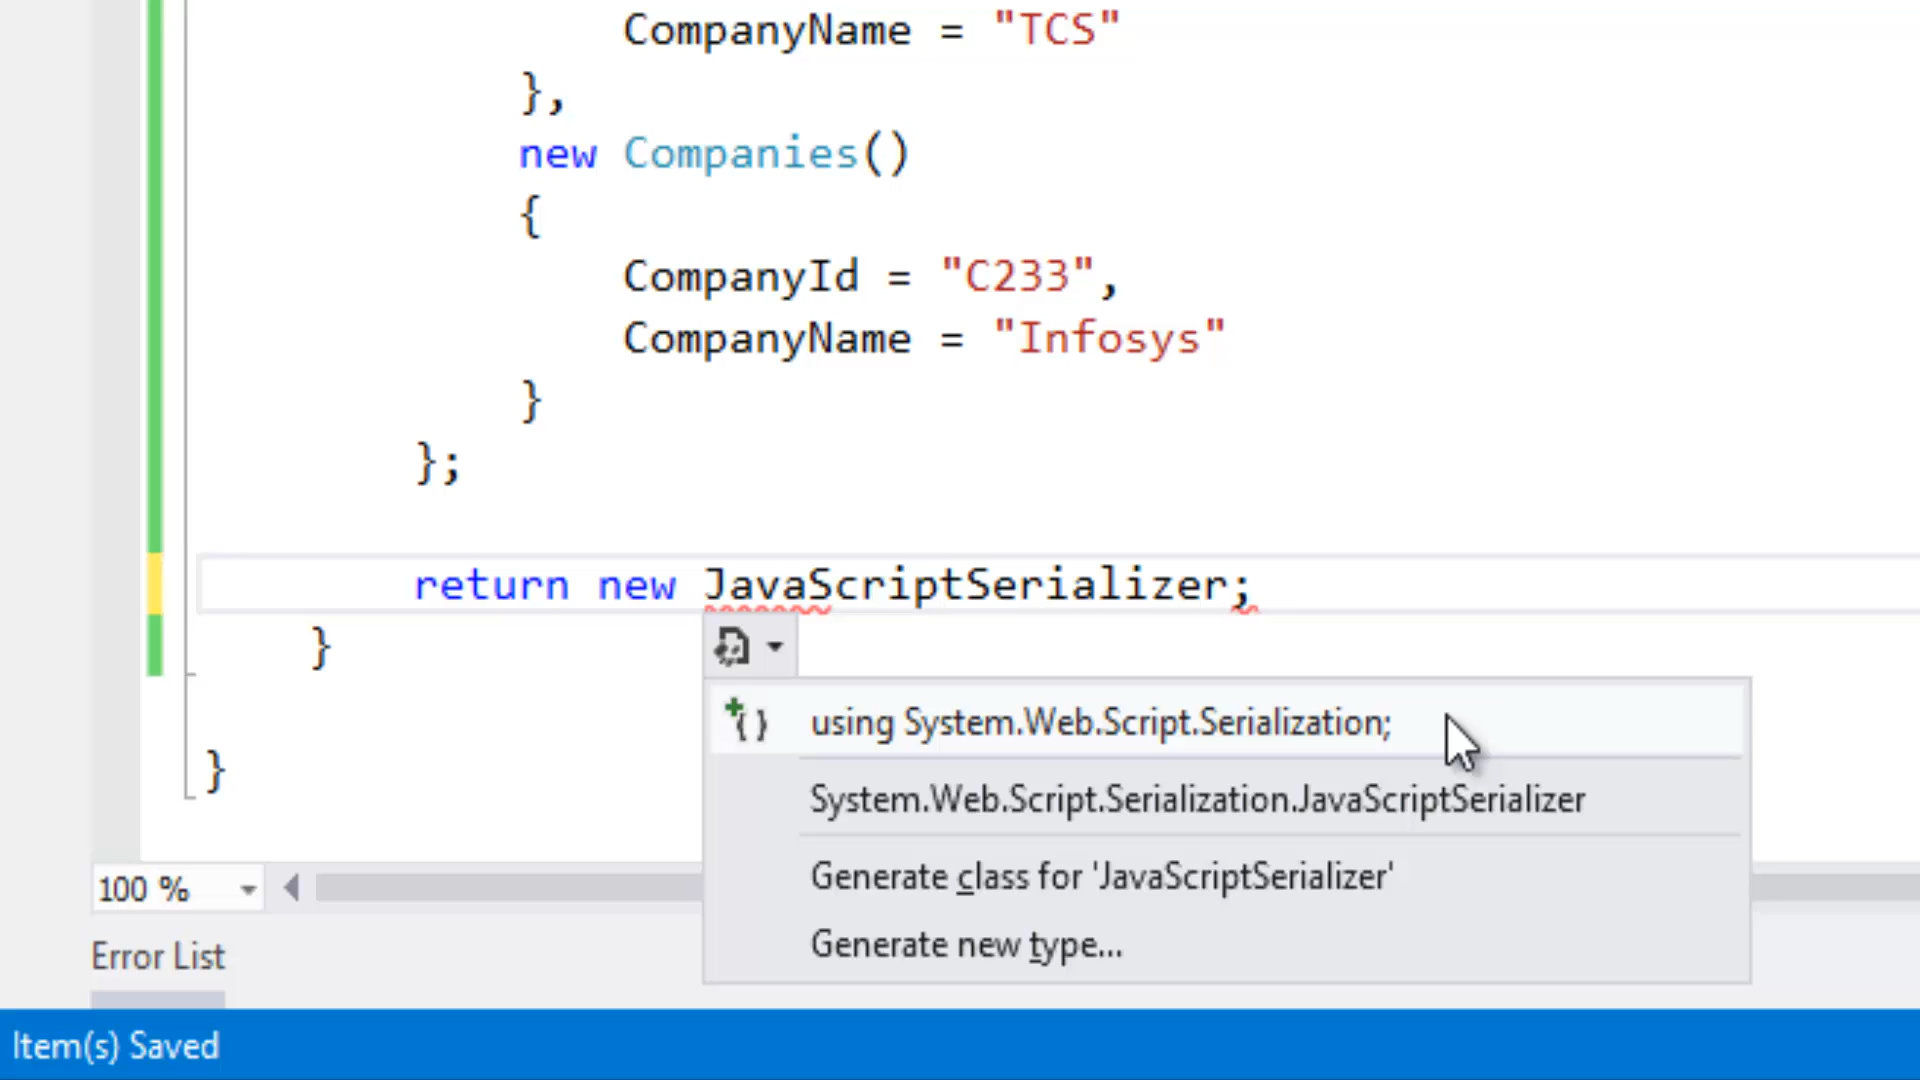 CompanyName = "TCS"
},
new Companies()
{
CompanyId = "C233",
CompanyName = "Infosys"
}
};
return new JavaScriptSerializer;
}
using System.Web.Script.Serialization;
}
System.Web.Script.Serialization.JavaScriptSerializer
Generate class for 'JavaScriptSerializer'
100 %
Generate new type...
Error List
Item(s) Saved